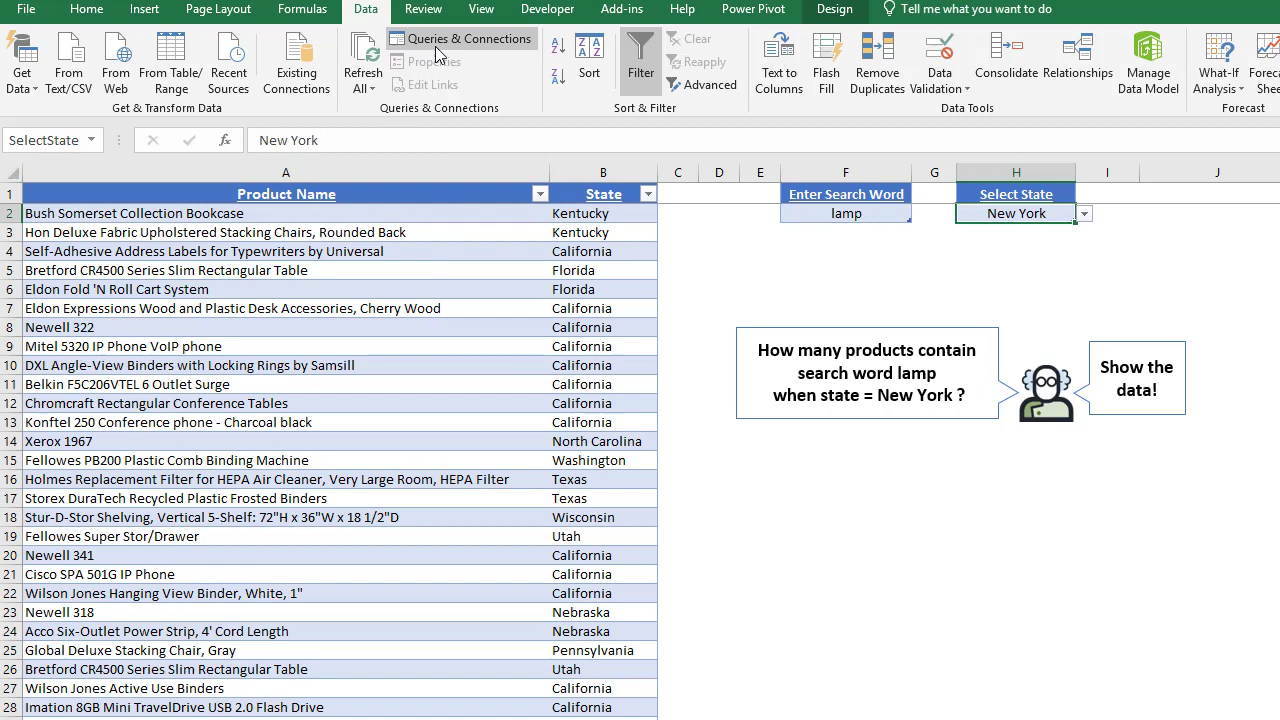 File Home Insert Page Layout Formulas Data Review View Developer Add-ins Help Power Pivot Design Tell me what you want to do
Get Data
From Text/CSV
From Web
From Table/ Range
Recent Sources
Existing Connections
Get & Transform Data
Refresh All
Queries & Connections
Properties
Edit Links
Queries & Connections
Sort
Filter
Clear
Reapply
Advanced
Sort & Filter
Text to Columns
Flash Fill
Remove Duplicates
Data Validation
Consolidate
Relationships
Manage Data Model
Data Tools
What-If Analysis
Foreca Shee
Forecast
SelectState fx New York
A B C D E F G H I J
1 Product Name State Enter Search Word Select State
2 Bush Somerset Collection Bookcase Kentucky lamp New York
3 Hon Deluxe Fabric Upholstered Stacking Chairs, Rounded Back Kentucky
4 Self-Adhesive Address Labels for Typewriters by Universal California
5 Bretford CR4500 Series Slim Rectangular Table Florida
6 Eldon Fold 'N Roll Cart System Florida
7 Eldon Expressions Wood and Plastic Desk Accessories, Cherry Wood California
8 Newell 322 California
9 Mitel 5320 IP Phone VoIP phone California
10 DXL Angle-View Binders with Locking Rings by Samsill California
11 Belkin F5C206VTEL 6 Outlet Surge California
12 Chromcraft Rectangular Conference Tables California
13 Konftel 250 Conference phone - Charcoal black California
14 Xerox 1967 North Carolina
15 Fellowes PB200 Plastic Comb Binding Machine Washington
16 Holmes Replacement Filter for HEPA Air Cleaner, Very Large Room, HEPA Filter Texas
17 Storex DuraTech Recycled Plastic Frosted Binders Texas
18 Stur-D-Stor Shelving, Vertical 5-Shelf: 72"H x 36"W x 18 1/2"D Wisconsin
19 Fellowes Super Stor/Drawer Utah
20 Newell 341 California
21 Cisco SPA 501G IP Phone California
22 Wilson Jones Hanging View Binder, White, 1" California
23 Newell 318 Nebraska
24 Acco Six-Outlet Power Strip, 4' Cord Length Nebraska
25 Global Deluxe Stacking Chair, Gray Pennsylvania
26 Bretford CR4500 Series Slim Rectangular Table Utah
27 Wilson Jones Active Use Binders California
28 Imation 8GB Mini TravelDrive USB 2.0 Flash Drive California
How many products contain
search word lamp
when state = New York ?
Show the
data!